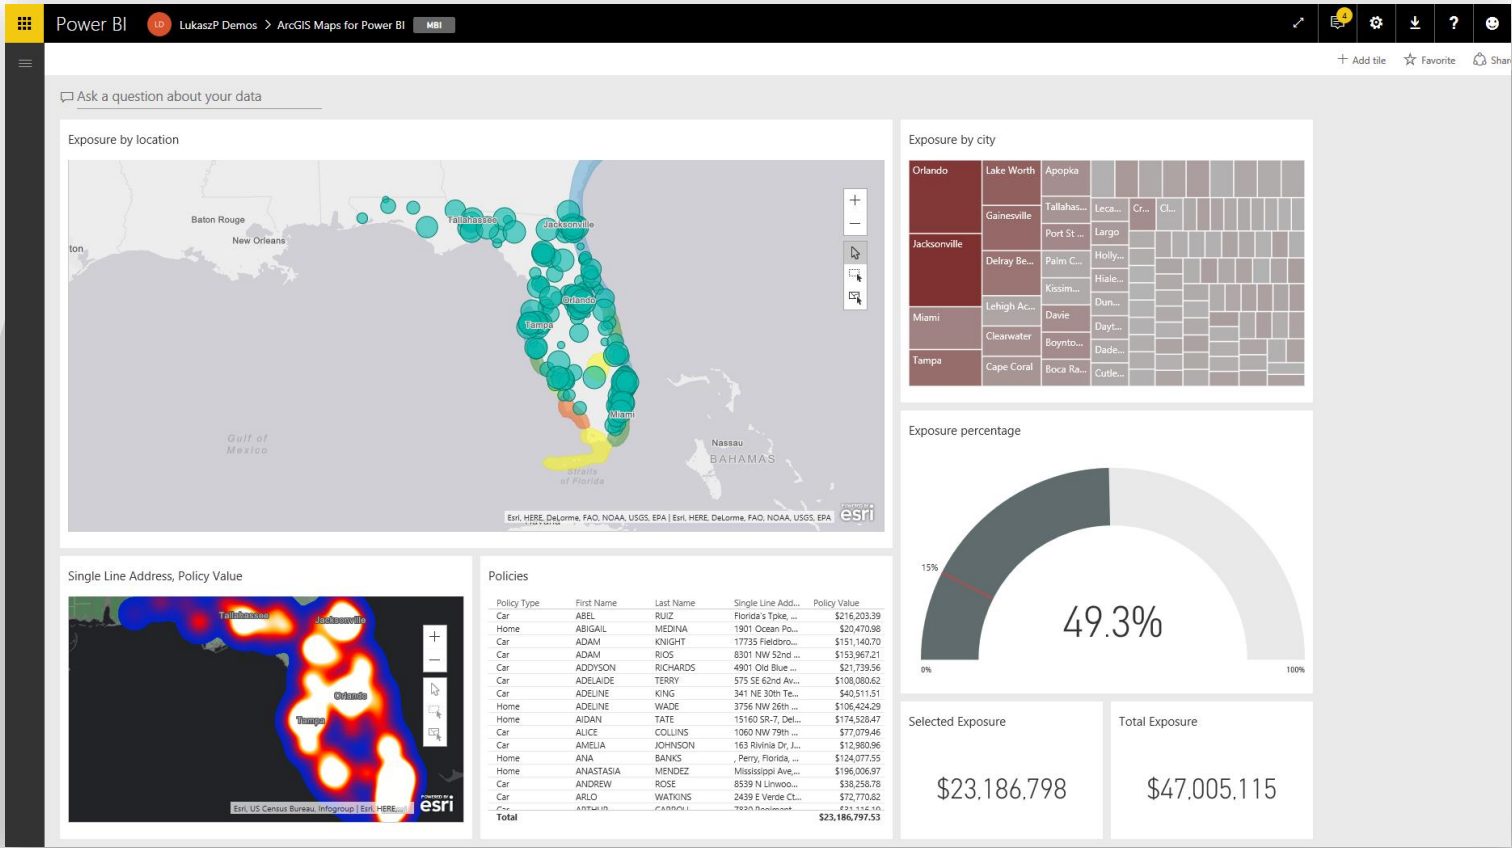 Power BI LD LukaszP Demos > ArcGIS Maps for Power BI MBI 4 ?
Add tile Favorite Shar
Ask a question about your data
Exposure by location
Baton Rouge
New Orleans
ton
Tallahassee
Jacksonville
Orlando
Tampa
Miami
Gulf of
Mexico
Nassau
BAHAMAS
Straits
of Florida
Esri, HERE, DeLorme, FAO, NOAA, USGS, EPA | Esri, HERE, DeLorme, FAO, NOAA, USGS, EPA
POWERED BY
esri
Exposure by city
Orlando
Jacksonville
Miami
Tampa
Lake Worth
Gainesville
Delray Be...
Lehigh Ac...
Clearwater
Cape Coral
Apopka
Tallahas...
Port St ...
Palm C...
Kissim...
Davie
Boynto...
Boca Ra...
Leca...
Largo
Holly...
Hiale...
Dun...
Dayt...
Dade...
Cutle...
Cr...
Cl...
Exposure percentage
15%
49.3%
0%
100%
Single Line Address, Policy Value
Tallahassee
Jacksonville
Orlando
Tampa
Esri, US Census Bureau, Infogroup | Esri, HERE,...
POWERED BY
esri
Policies
Policy Type First Name Last Name Single Line Add... Policy Value
Car ABEL RUIZ Florida's Tpke, ... $216,203.39
Home ABIGAIL MEDINA 1901 Ocean Po... $20,470.98
Car ADAM KNIGHT 17735 Fieldbro... $151,140.70
Car ADAM RIOS 8301 NW 52nd ... $153,967.21
Car ADDYSON RICHARDS 4901 Old Blue ... $21,739.56
Car ADELAIDE TERRY 575 SE 62nd Av... $108,080.62
Car ADELINE KING 341 NE 30th Te... $40,511.51
Home ADELINE WADE 3756 NW 26th ... $106,424.29
Home AIDAN TATE 15160 SR-7, Del... $174,528.47
Car ALICE COLLINS 1060 NW 79th ... $77,079.46
Car AMELIA JOHNSON 163 Rivinia Dr, J... $12,980.96
Home ANA BANKS , Perry, Florida, ... $124,077.55
Home ANASTASIA MENDEZ Mississippi Ave,... $196,006.97
Car ANDREW ROSE 8539 N Linwoo... $38,258.78
Car ARLO WATKINS 2439 E Verde Ct... $72,770.82
Total $23,186,797.53
Selected Exposure
$23,186,798
Total Exposure
$47,005,115